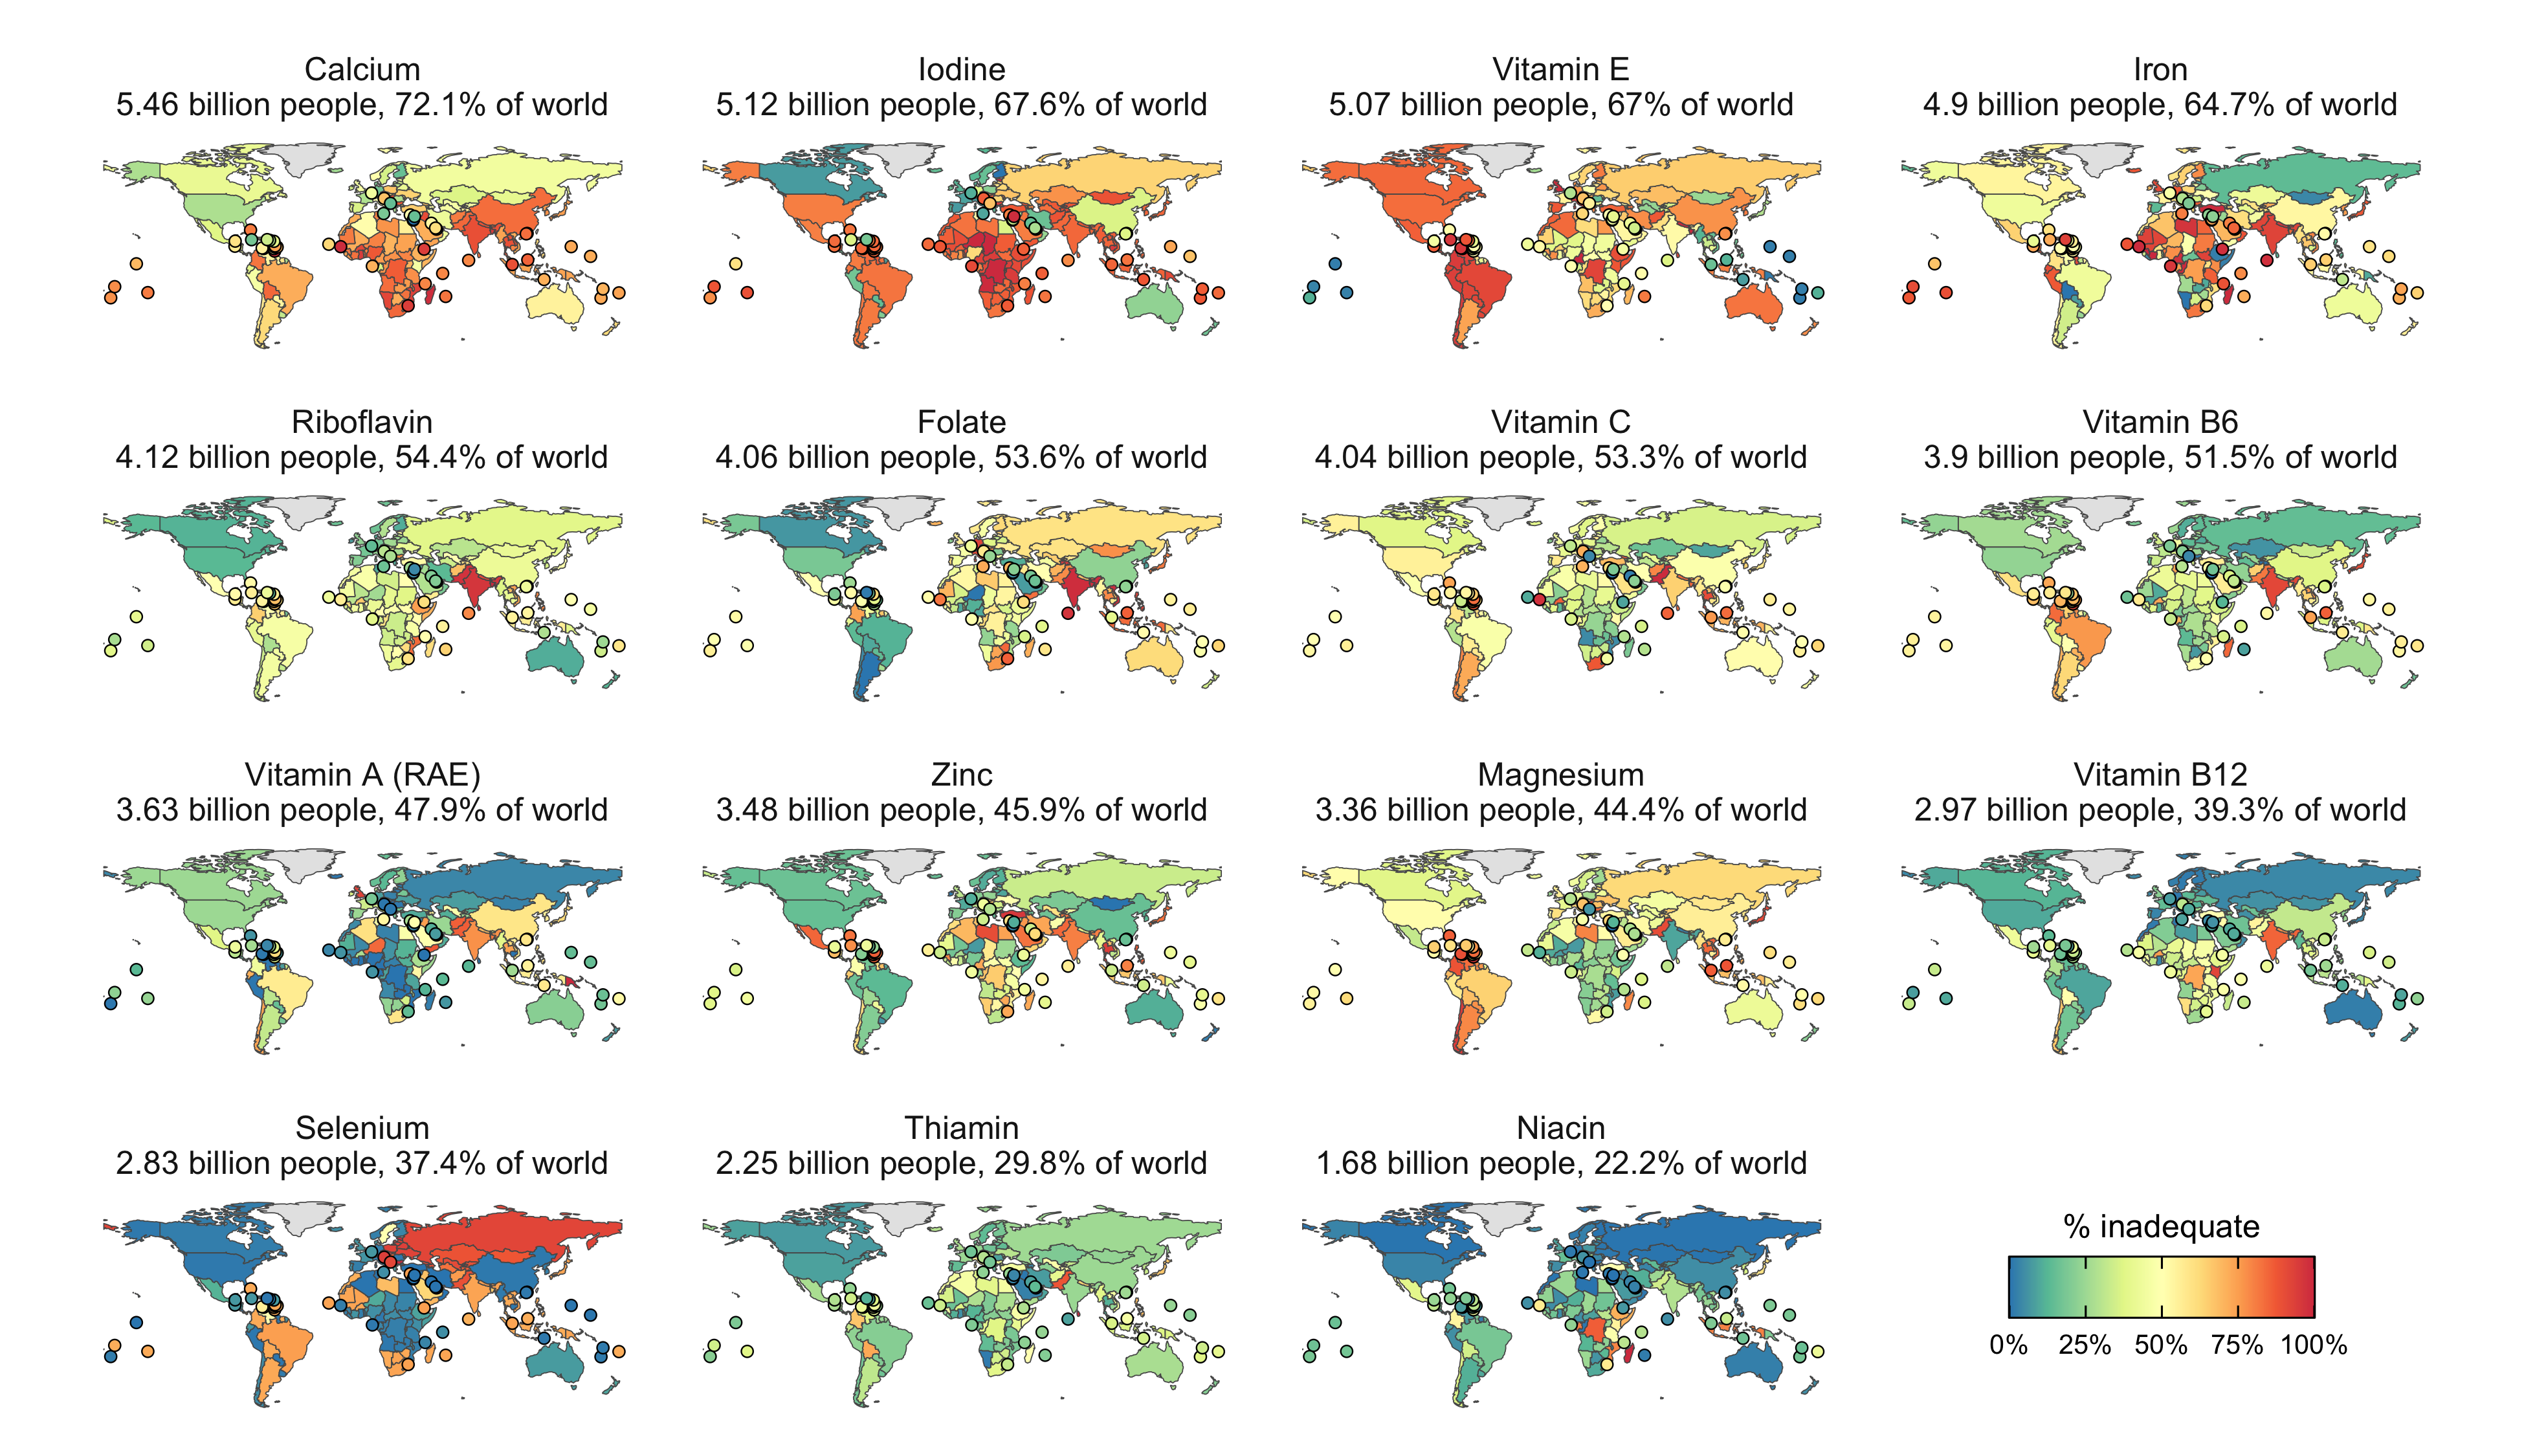 Calcium
5.46 billion people, 72.1% of world
Iodine
5.12 billion people, 67.6% of world
Vitamin E
5.07 billion people, 67% of world
Iron
4.9 billion people, 64.7% of world
Riboflavin
4.12 billion people, 54.4% of world
Folate
4.06 billion people, 53.6% of world
Vitamin C
4.04 billion people, 53.3% of world
Vitamin B6
3.9 billion people, 51.5% of world
Vitamin A (RAE)
3.63 billion people, 47.9% of world
Zinc
3.48 billion people, 45.9% of world
Magnesium
3.36 billion people, 44.4% of world
Vitamin B12
2.97 billion people, 39.3% of world
Selenium
2.83 billion people, 37.4% of world
Thiamin
2.25 billion people, 29.8% of world
Niacin
1.68 billion people, 22.2% of world
% inadequate
0% 25% 50% 75% 100%